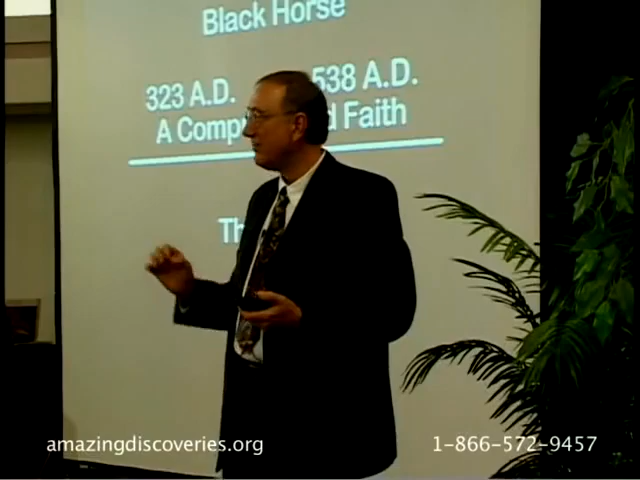 Black Horse
323 A.D. 538 A.D.
Faith
amazingdiscoveries.org 1-866-572-9457